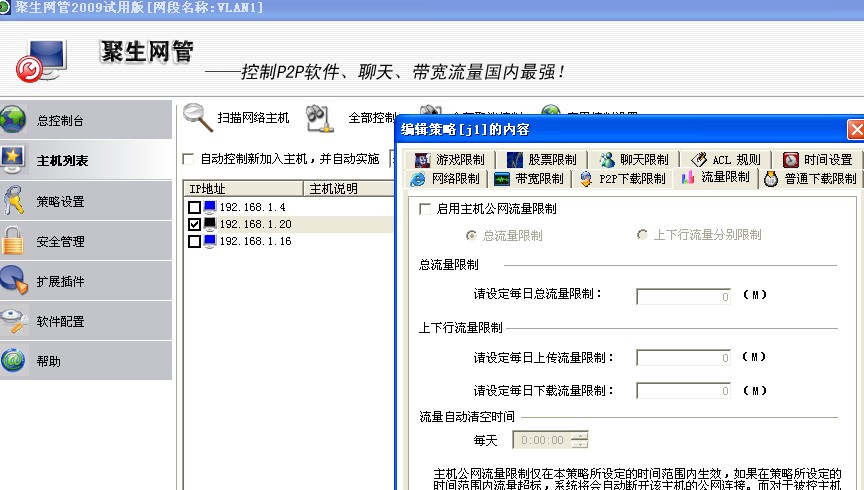 聚生网管2009试用版[网段名称:VLAN1]
聚生网管
——控制P2P软件、聊天、带宽流量国内最强!
总控制台
主机列表
策略设置
安全管理
扩展插件
软件配置
帮助
扫描网络主机
全部控制
自动控制新加入主机,并自动实施
IP地址
主机说明
192.168.1.4
192.168.1.20
192.168.1.16
编辑策略[j1]的内容
游戏限制 股票限制 聊天限制 ACL 规则 时间设置
网络限制 带宽限制 P2P下载限制 流量限制 普通下载限制
启用主机公网流量限制
总流量限制 上下行流量分别限制
总流量限制
请设定每日总流量限制: 0 (M)
上下行流量限制
请设定每日上传流量限制: 0 (M)
请设定每日下载流量限制: 0 (M)
流量自动清空时间
每天 0:00:00
主机公网流量限制仅在本策略所设定的时间范围内生效,如果在策略所设定的
时间范围内流量超标,系统将会自动断开该主机的公网连接。而对于被控主机